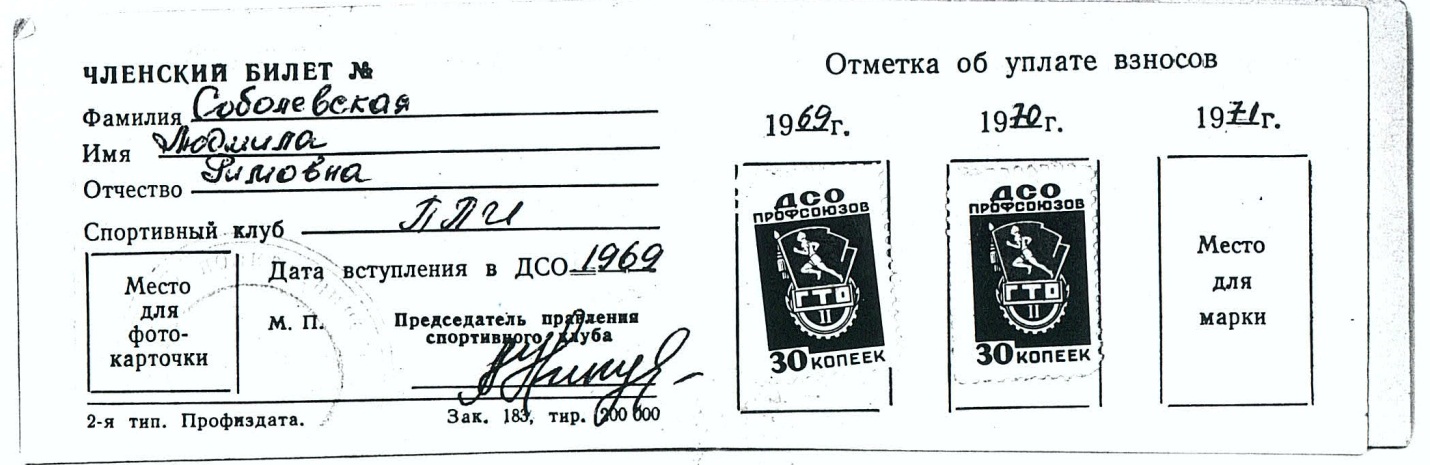 ЧЛЕНСКИЙ БИЛЕТ №
Фамилия Соболевская
Имя Людмила
Отчество Римовна
Спортивный клуб ППИ
Дата вступления в ДСО 1969
Место
для
фото-
карточки
М. П.
Председатель правления
спортивного клуба
2-я тип. Профиздата.
Зак. 183, тир. 200 000
Отметка об уплате взносов
1969г.
1970г.
1971г.
ДСО
ПРОФСОЮЗОВ
ГТО
II
30 КОПЕЕК
ДСО
ПРОФСОЮЗОВ
ГТО
II
30 КОПЕЕК
Место
для
марки